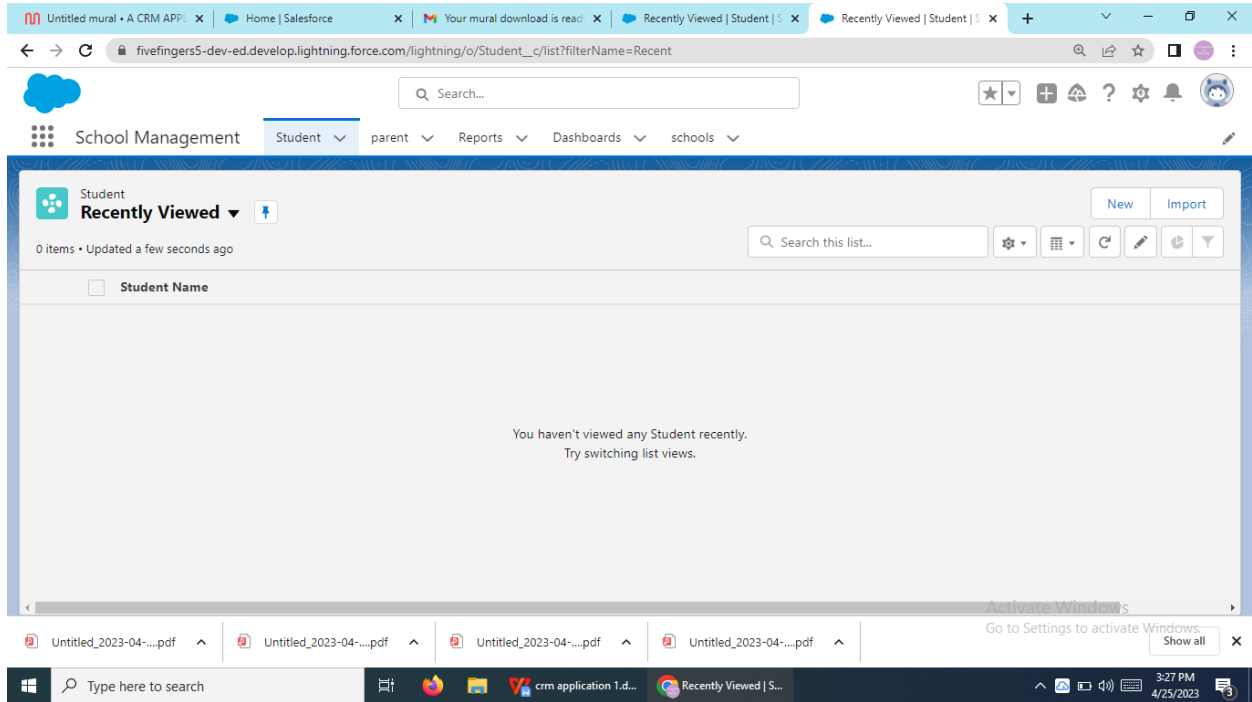 Untitled mural • A CRM APPL
Home | Salesforce
Your mural download is read
Recently Viewed | Student | S
Recently Viewed | Student | S
fivefingers5-dev-ed.develop.lightning.force.com/lightning/o/Student__c/list?filterName=Recent
Search...
School Management
Student
parent
Reports
Dashboards
schools
Student
Recently Viewed
New
Import
0 items • Updated a few seconds ago
Search this list...
Student Name
You haven't viewed any Student recently.
Try switching list views.
Activate Windows
Go to Settings to activate Windows.
Untitled_2023-04-....pdf
Untitled_2023-04-....pdf
Untitled_2023-04-....pdf
Untitled_2023-04-....pdf
Show all
Type here to search
crm application 1.d...
Recently Viewed | S...
3:27 PM
4/25/2023
3